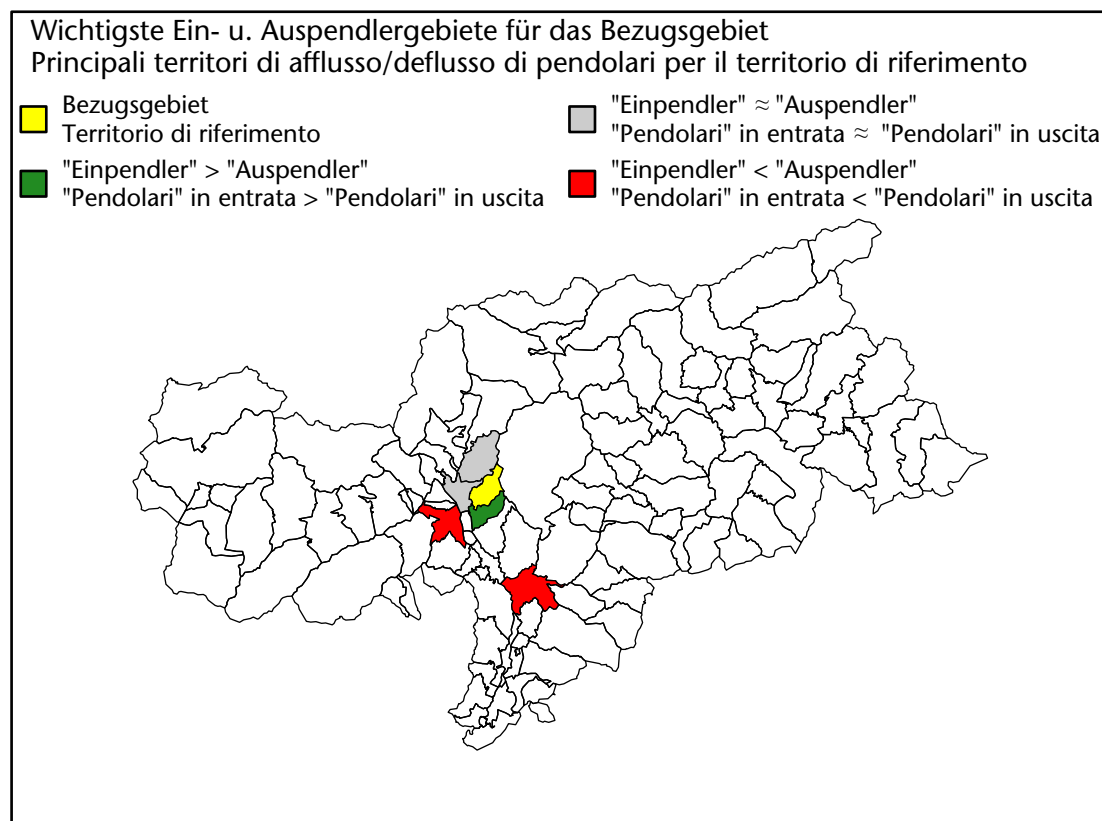 Wichtigste Ein- u. Auspendlergebiete für das Bezugsgebiet
Principali territori di afflusso/deflusso di pendolari per il territorio di riferimento
Bezugsgebiet
Territorio di riferimento
"Einpendler" > "Auspendler"
"Pendolari" in entrata > "Pendolari" in uscita
"Einpendler" ≈ "Auspendler"
"Pendolari" in entrata ≈ "Pendolari" in uscita
"Einpendler" < "Auspendler"
"Pendolari" in entrata < "Pendolari" in uscita